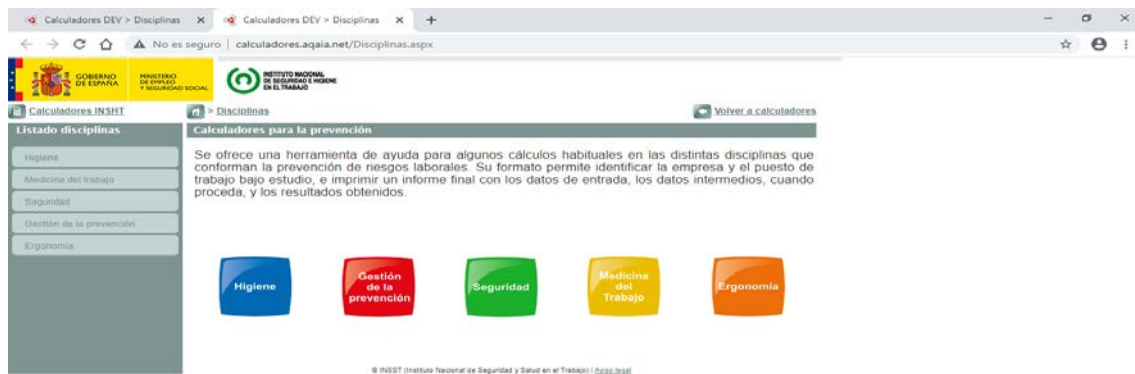 Calculadores DEV > Disciplinas
Calculadores DEV > Disciplinas
No es seguro | calculadores.aqaia.net/Disciplinas.aspx
GOBIERNO
DE ESPAÑA
MINISTERIO
DE EMPLEO
Y SEGURIDAD SOCIAL
INSTITUTO NACIONAL
DE SEGURIDAD E HIGIENE
EN EL TRABAJO
Calculadores INSHT
> Disciplinas
Volver a calculadores
Listado disciplinas
Higiene
Medicina del trabajo
Seguridad
Gestión de la prevención
Ergonomía
Calculadores para la prevención
Se ofrece una herramienta de ayuda para algunos cálculos habituales en las distintas disciplinas que
conforman la prevención de riesgos laborales. Su formato permite identificar la empresa y el puesto de
trabajo bajo estudio, e imprimir un informe final con los datos de entrada, los datos intermedios, cuando
proceda, y los resultados obtenidos.
Higiene
Gestión
de la
prevención
Seguridad
Medicina
del
Trabajo
Ergonomía
© INSST (Instituto Nacional de Seguridad y Salud en el Trabajo) | Aviso legal